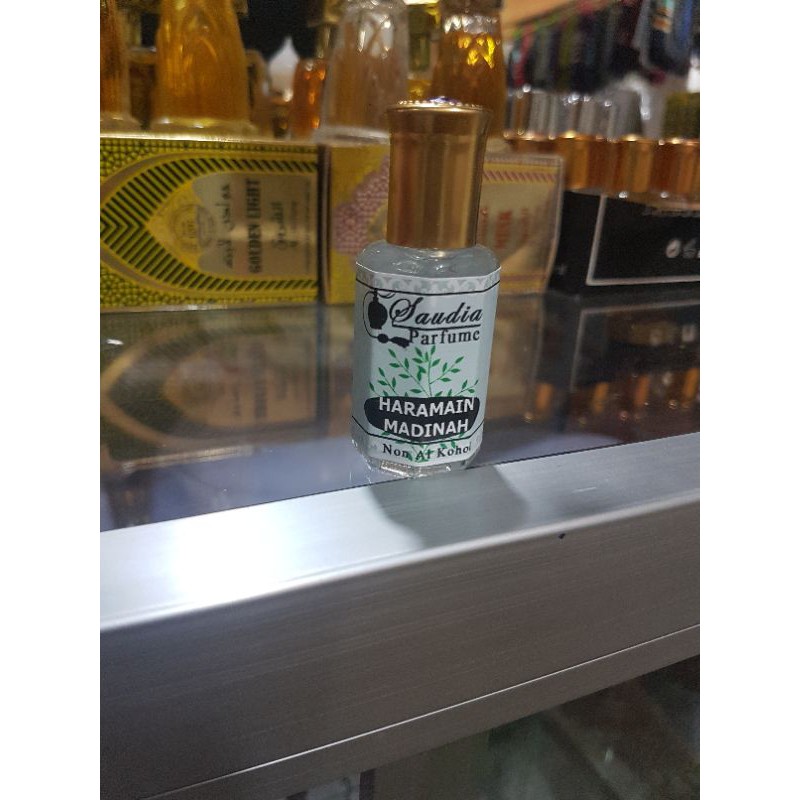 Saudia
Parfume
HARAMAIN
MADINAH
Non Al Kohol
GOLDEN LIGHT